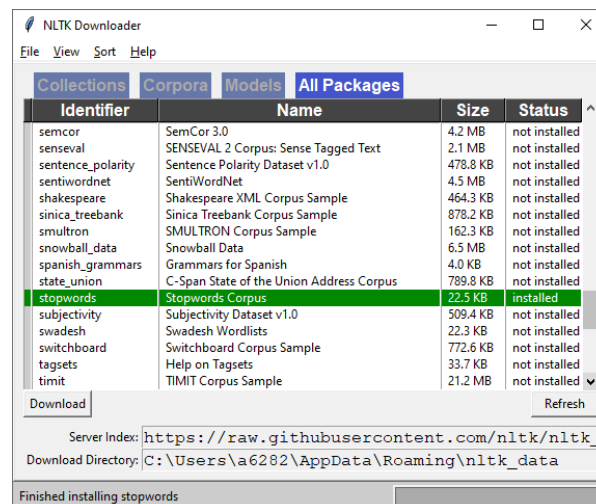 NLTK Downloader
File View Sort Help
Collections Corpora Models All Packages
Identifier Name Size Status
semcor SemCor 3.0 4.2 MB not installed
senseval SENSEVAL 2 Corpus: Sense Tagged Text 2.1 MB not installed
sentence_polarity Sentence Polarity Dataset v1.0 478.8 KB not installed
sentiwordnet SentiWordNet 4.5 MB not installed
shakespeare Shakespeare XML Corpus Sample 464.3 KB not installed
sinica_treebank Sinica Treebank Corpus Sample 878.2 KB not installed
smultron SMULTRON Corpus Sample 162.3 KB not installed
snowball_data Snowball Data 6.5 MB not installed
spanish_grammars Grammars for Spanish 4.0 KB not installed
state_union C-Span State of the Union Address Corpus 789.8 KB not installed
stopwords Stopwords Corpus 22.5 KB installed
subjectivity Subjectivity Dataset v1.0 509.4 KB not installed
swadesh Swadesh Wordlists 22.3 KB not installed
switchboard Switchboard Corpus Sample 772.6 KB not installed
tagsets Help on Tagsets 33.7 KB not installed
timit TIMIT Corpus Sample 21.2 MB not installed
Download Refresh
Server Index: https://raw.githubusercontent.com/nltk/nltk_
Download Directory: C:\Users\a6282\AppData\Roaming\nltk_data
Finished installing stopwords